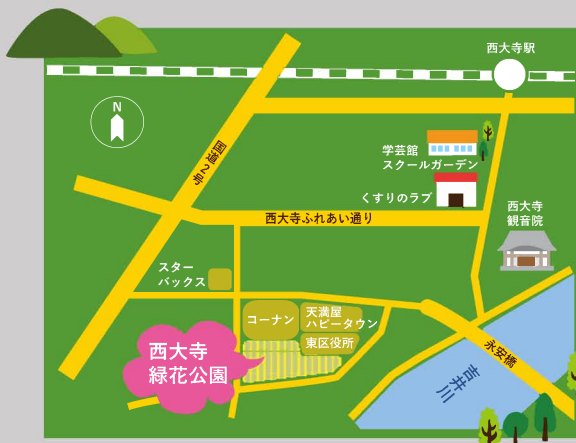 西大寺駅
N
国道2号
学芸館
スクールガーデン
くすりのラブ
西大寺
観音院
西大寺ふれあい通り
スター
バックス
コーナン
天満屋
ハピータウン
東区役所
西大寺
緑花公園
永安橋
吉井川